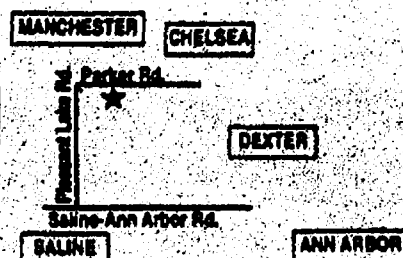 MANCHESTER
CHELSEA
Parker Rd.
Pleasant Lake Rd.
DEXTER
Saline-Ann Arbor Rd.
SALINE
ANN ARBOR